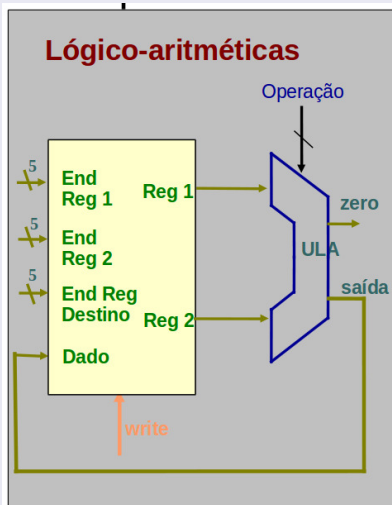 Lógico-aritméticas
Operação
5
End
Reg 1
Reg 1
5
End
Reg 2
5
End Reg
Destino
Reg 2
Dado
write
zero
ULA
saída